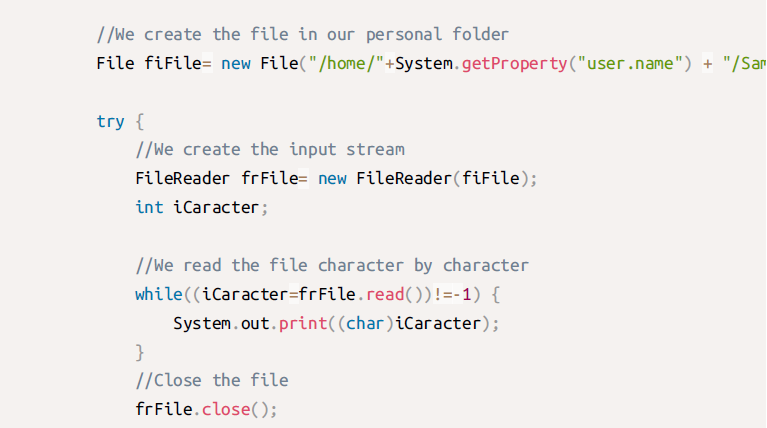 //We create the file in our personal folder
File fiFile= new File("/home/"+System.getProperty("user.name") + "/Sam
try {
//We create the input stream
FileReader frFile= new FileReader(fiFile);
int iCaracter;
//We read the file character by character
while((iCaracter=frFile.read())!=-1) {
System.out.print((char)iCaracter);
}
//Close the file
frFile.close();